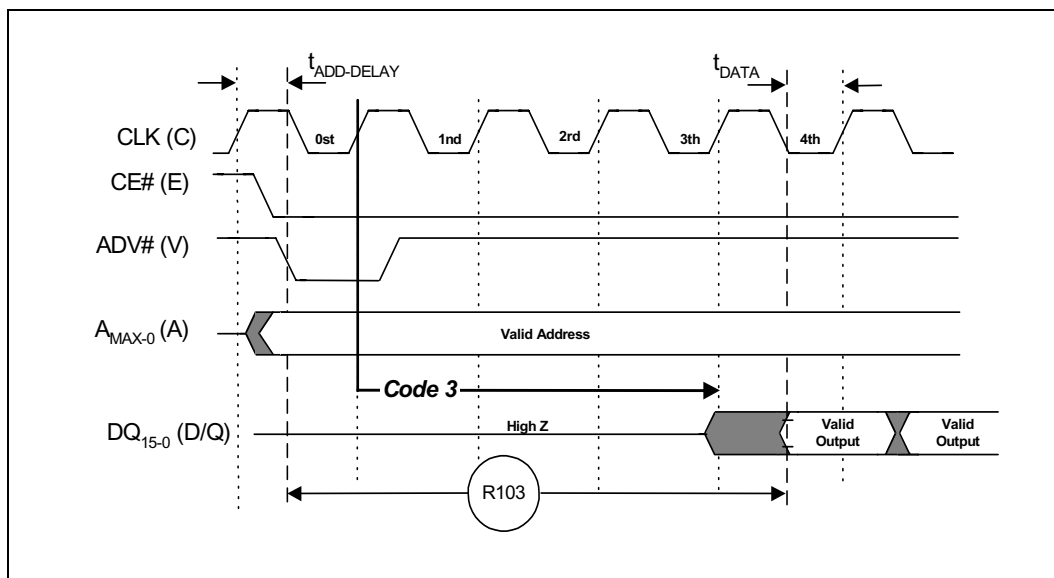 tADD-DELAY tDATA
CLK (C) 0st 1nd 2rd 3th 4th
CE# (E)
ADV# (V)
AMAX-0 (A) Valid Address
Code 3
DQ15-0 (D/Q) High Z Valid Output Valid Output
R103